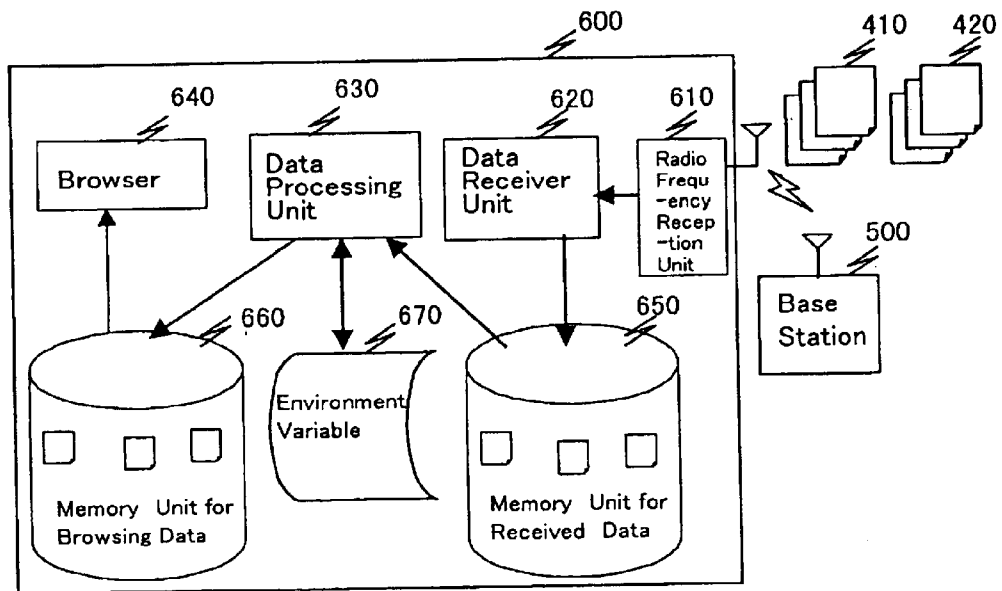 600
410
420
640
630
620
610
Browser
Data
Processing
Unit
Data
Receiver
Unit
Radio
Frequ
-ency
Recep
-tion
Unit
500
Base
Station
660
670
650
Environment
Variable
Memory Unit for
Browsing Data
Memory Unit for
Received Data